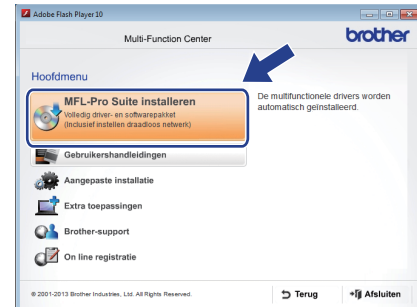 Adobe Flash Player 10
Multi-Function Center
brother
Hoofdmenu
MFL-Pro Suite installeren
Volledig driver- en softwarepakket
(Inclusief instellen draadloos netwerk)
De multifunctionele drivers worden
automatisch geïnstalleerd.
Gebruikershandleidingen
Aangepaste installatie
Extra toepassingen
Brother-support
On line registratie
© 2001-2013 Brother Industries, Ltd. All Rights Reserved.
Terug
Afsluiten